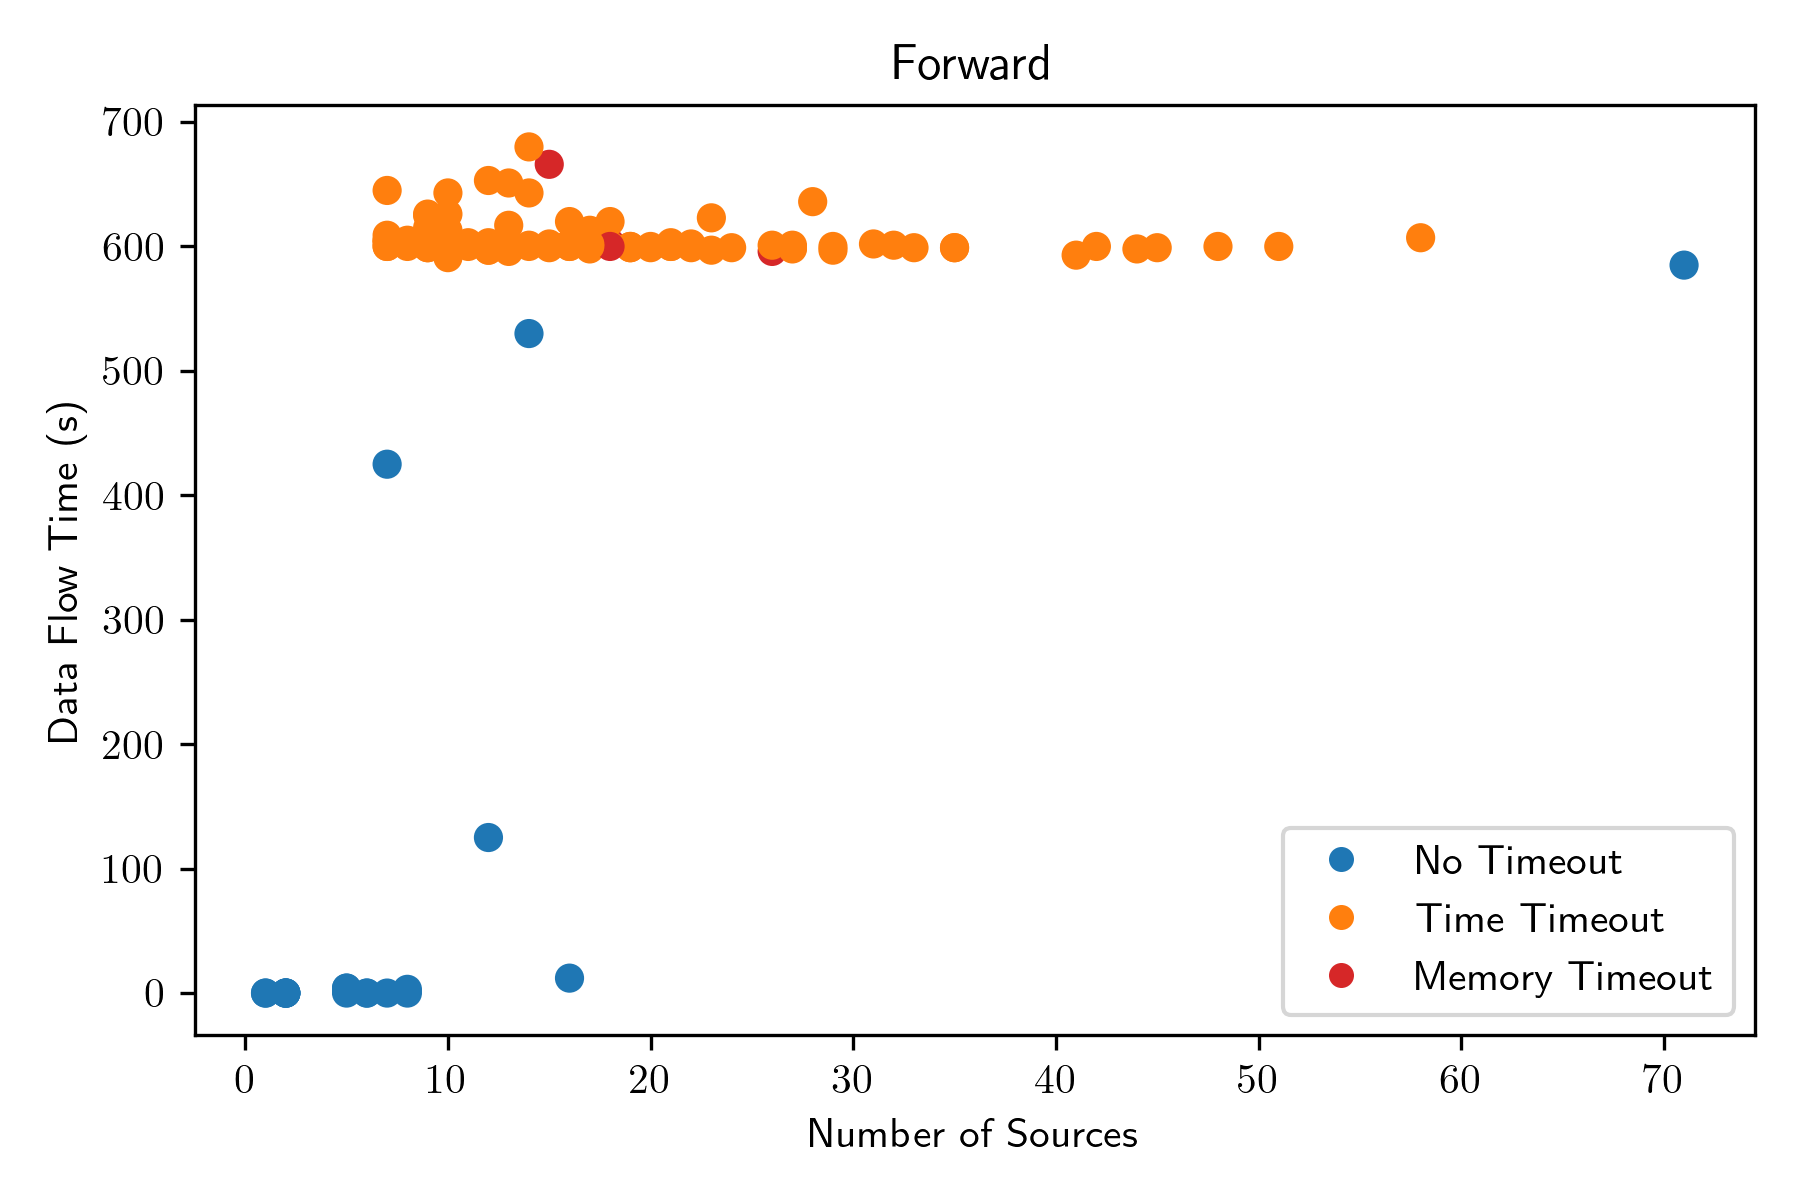 Forward
700
600
500
400
300
200
100
0
Data Flow Time (s)
0 10 20 30 40 50 60 70
Number of Sources
No Timeout
Time Timeout
Memory Timeout